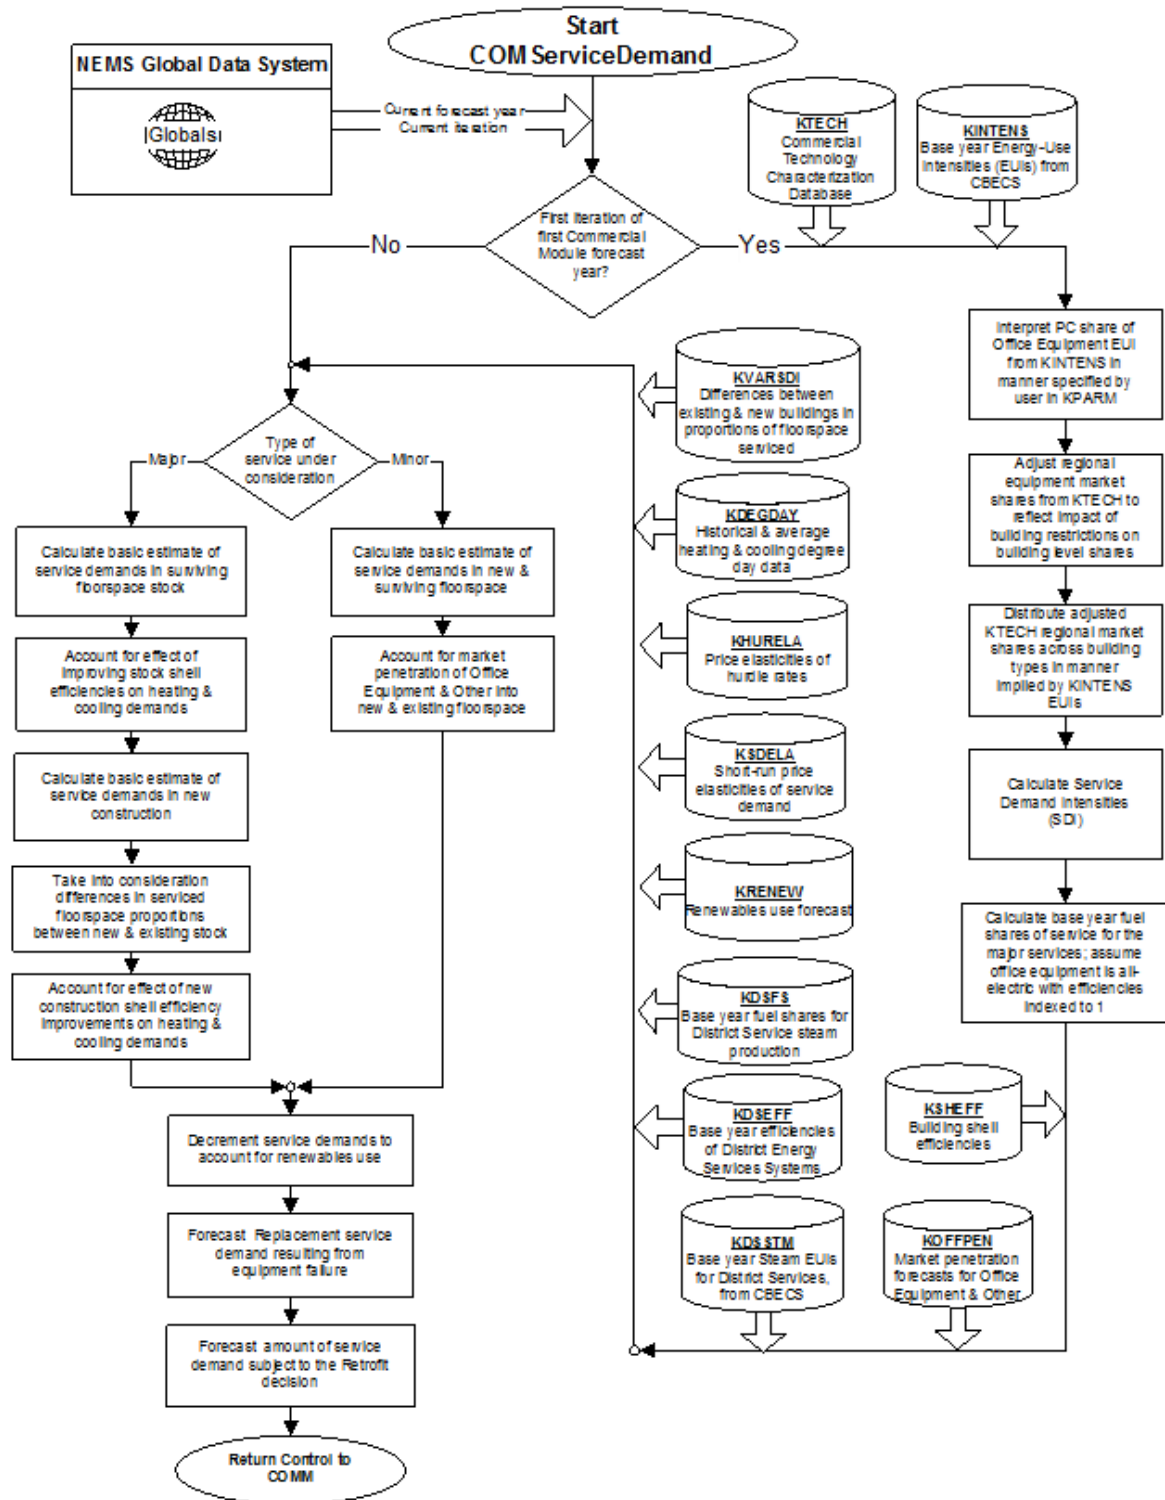 Start
COMServiceDemand
NEMS Global Data System
|Globals|
Current forecast year
Current iteration
KTECH
Commercial
Technology
Characterization
Database
KINTENS
Base year Energy-Use
Intensities (EUIs) from
CBECS
First Iteration of
first Commercial
Module forecast
year?
No
Yes
Interpret PC share of
Office Equipment EUI
from KINTENS in
manner specified by
user in KPARM
KVARSDI
Differences between
existing & new buildings in
proportions of floorspace
serviced
Type of
service under
consideration
Major
Minor
Adjust regional
equipment market
shares from KTECH to
reflect impact of
building restrictions on
building level shares
KDEGDAY
Historical & average
heating & cooling degree
day data
Calculate basic estimate of
service demands in surviving
floorspace stock
Calculate basic estimate of
service demands in new &
surviving floorspace
Distribute adjusted
KTECH regional market
shares across building
types in manner
implied by KINTENS
EUIs
KHURELA
Price elasticities of
hurdle rates
Account for effect of
improving stock shell
efficiencies on heating &
cooling demands
Account for market
penetration of Office
Equipment & Other into
new & existing floorspace
KSDELA
Short-run price
elasticities of service
demand
Calculate Service
Demand Intensities
(SDI)
Calculate basic estimate of
service demands in new
construction
KRENEW
Renewables use forecast
Take into consideration
differences in serviced
floorspace proportions
between new & existing stock
Calculate base year fuel
shares of service for the
major services; assume
office equipment is all-
electric with efficiencies
indexed to 1
Account for effect of new
construction shell efficiency
improvements on heating &
cooling demands
KDSFS
Base year fuel shares for
District Service steam
production
KDSEFF
Base year efficiencies
of District Energy
Services Systems
KSHEFF
Building shell
efficiencies
Decrement service demands to
account for renewables use
Forecast Replacement service
demand resulting from
equipment failure
KDSSTM
Base year Steam EUIs
for District Services,
from CBECS
KOFFPEN
Market penetration
forecasts for Office
Equipment & Other
Forecast amount of service
demand subject to the Retrofit
decision
Return Control to
COMM